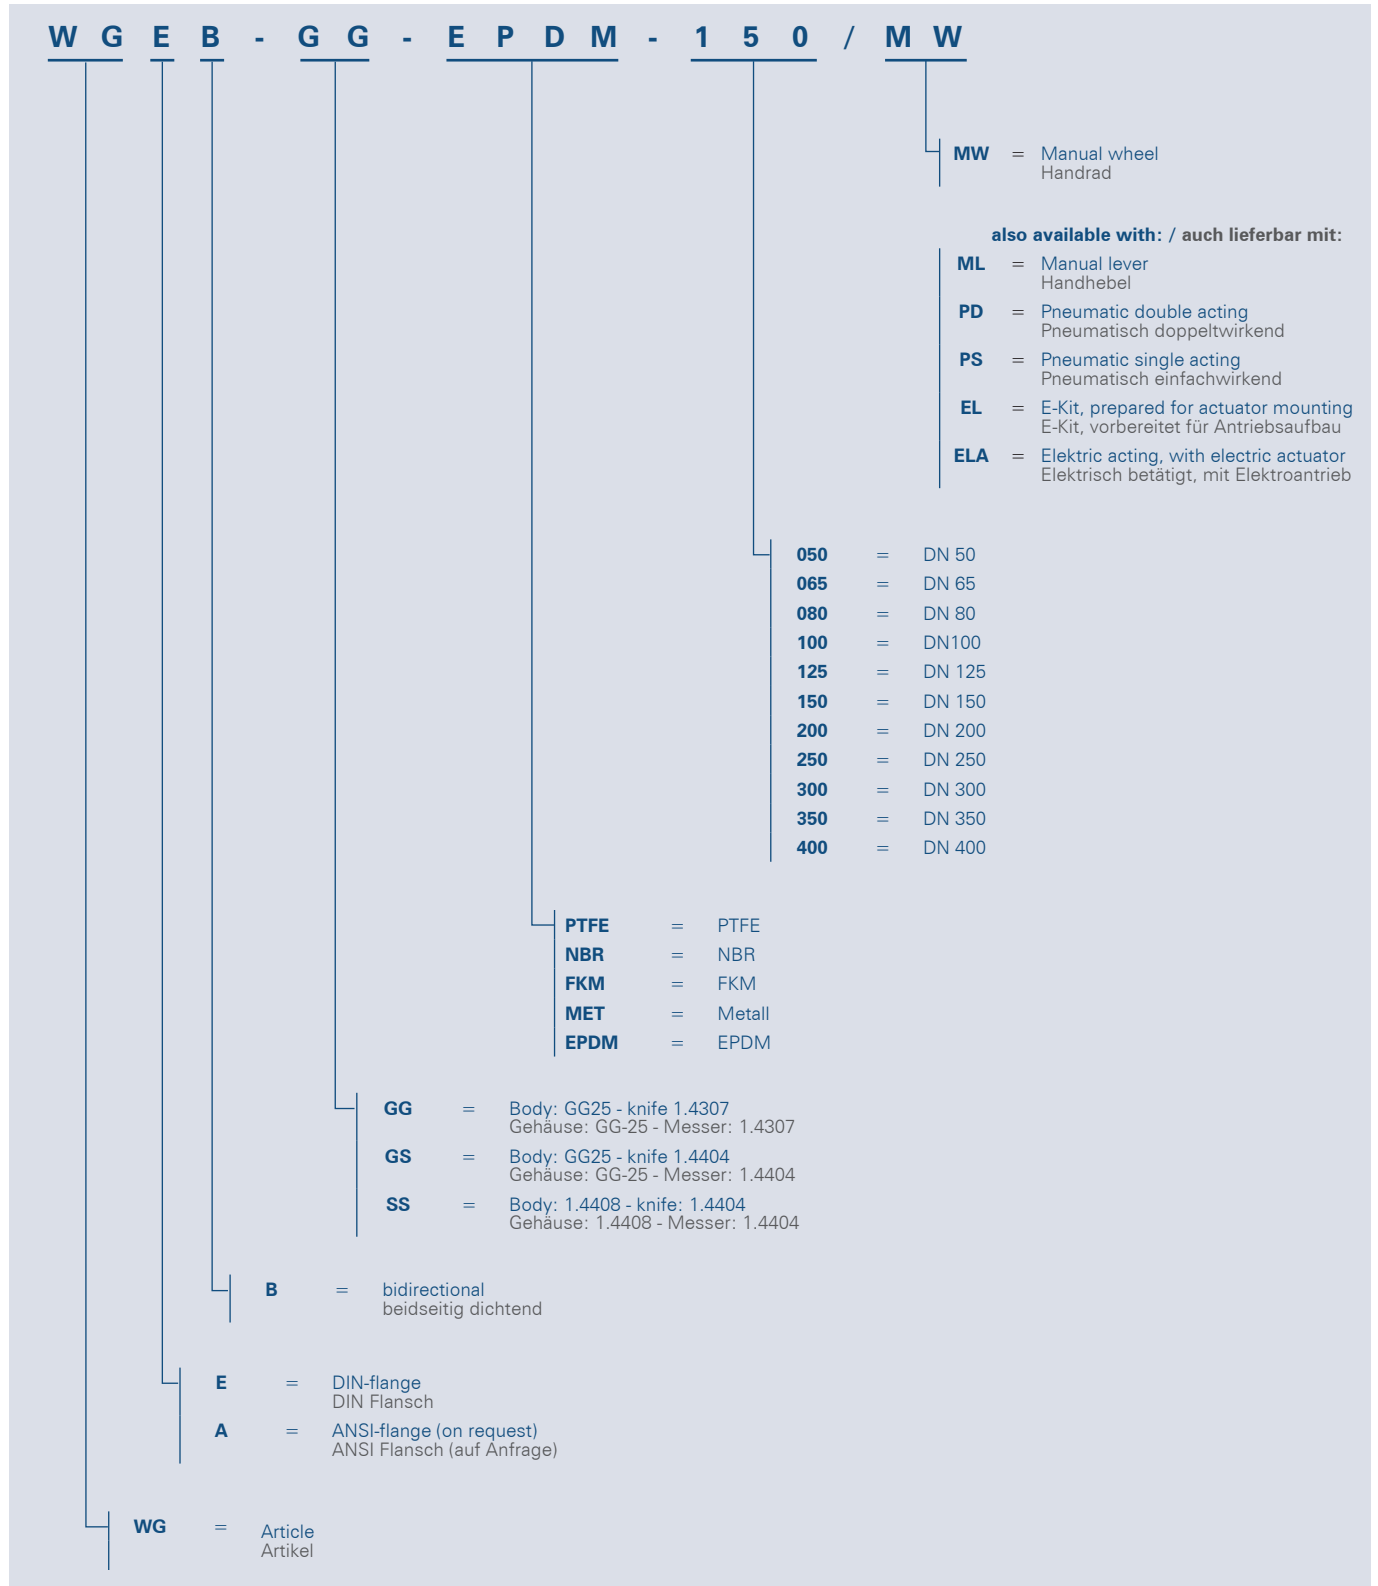 WGEB-GG-EPDM-150/MW
MW = Manual wheel
Handrad
also available with: / auch lieferbar mit:
ML = Manual lever
Handhebel
PD = Pneumatic double acting
Pneumatisch doppeltwirkend
PS = Pneumatic single acting
Pneumatisch einfachwirkend
EL = E-Kit, prepared for actuator mounting
E-Kit, vorbereitet für Antriebsaufbau
ELA = Elektric acting, with electric actuator
Elektrisch betätigt, mit Elektroantrieb
050 = DN 50
065 = DN 65
080 = DN 80
100 = DN100
125 = DN 125
150 = DN 150
200 = DN 200
250 = DN 250
300 = DN 300
350 = DN 350
400 = DN 400
PTFE = PTFE
NBR = NBR
FKM = FKM
MET = Metall
EPDM = EPDM
GG = Body: GG25 - knife 1.4307
Gehäuse: GG-25 - Messer: 1.4307
GS = Body: GG25 - knife 1.4404
Gehäuse: GG-25 - Messer: 1.4404
SS = Body: 1.4408 - knife: 1.4404
Gehäuse: 1.4408 - Messer: 1.4404
B = bidirectional
beidseitig dichtend
E = DIN-flange
DIN Flansch
A = ANSI-flange (on request)
ANSI Flansch (auf Anfrage)
WG = Article
Artikel